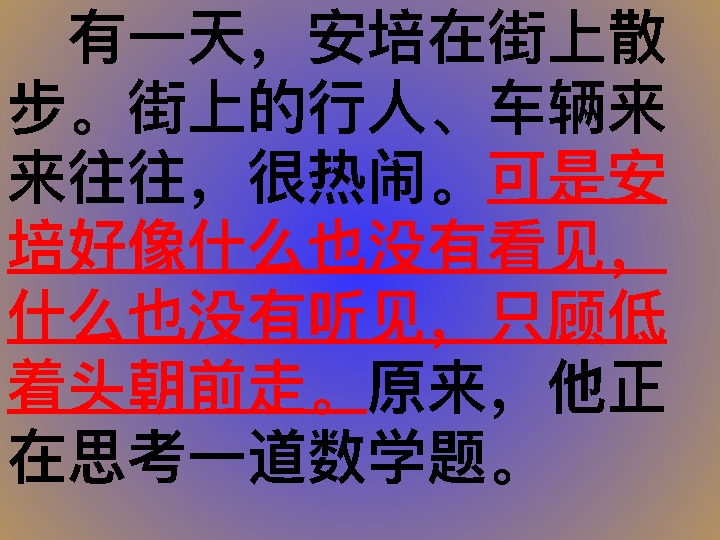 有一天，安培在街上散
步。街上的行人、车辆来
来往往，很热闹。可是安
培好像什么也没有看见，
什么也没有听见，只顾低
着头朝前走。原来，他正
在思考一道数学题。